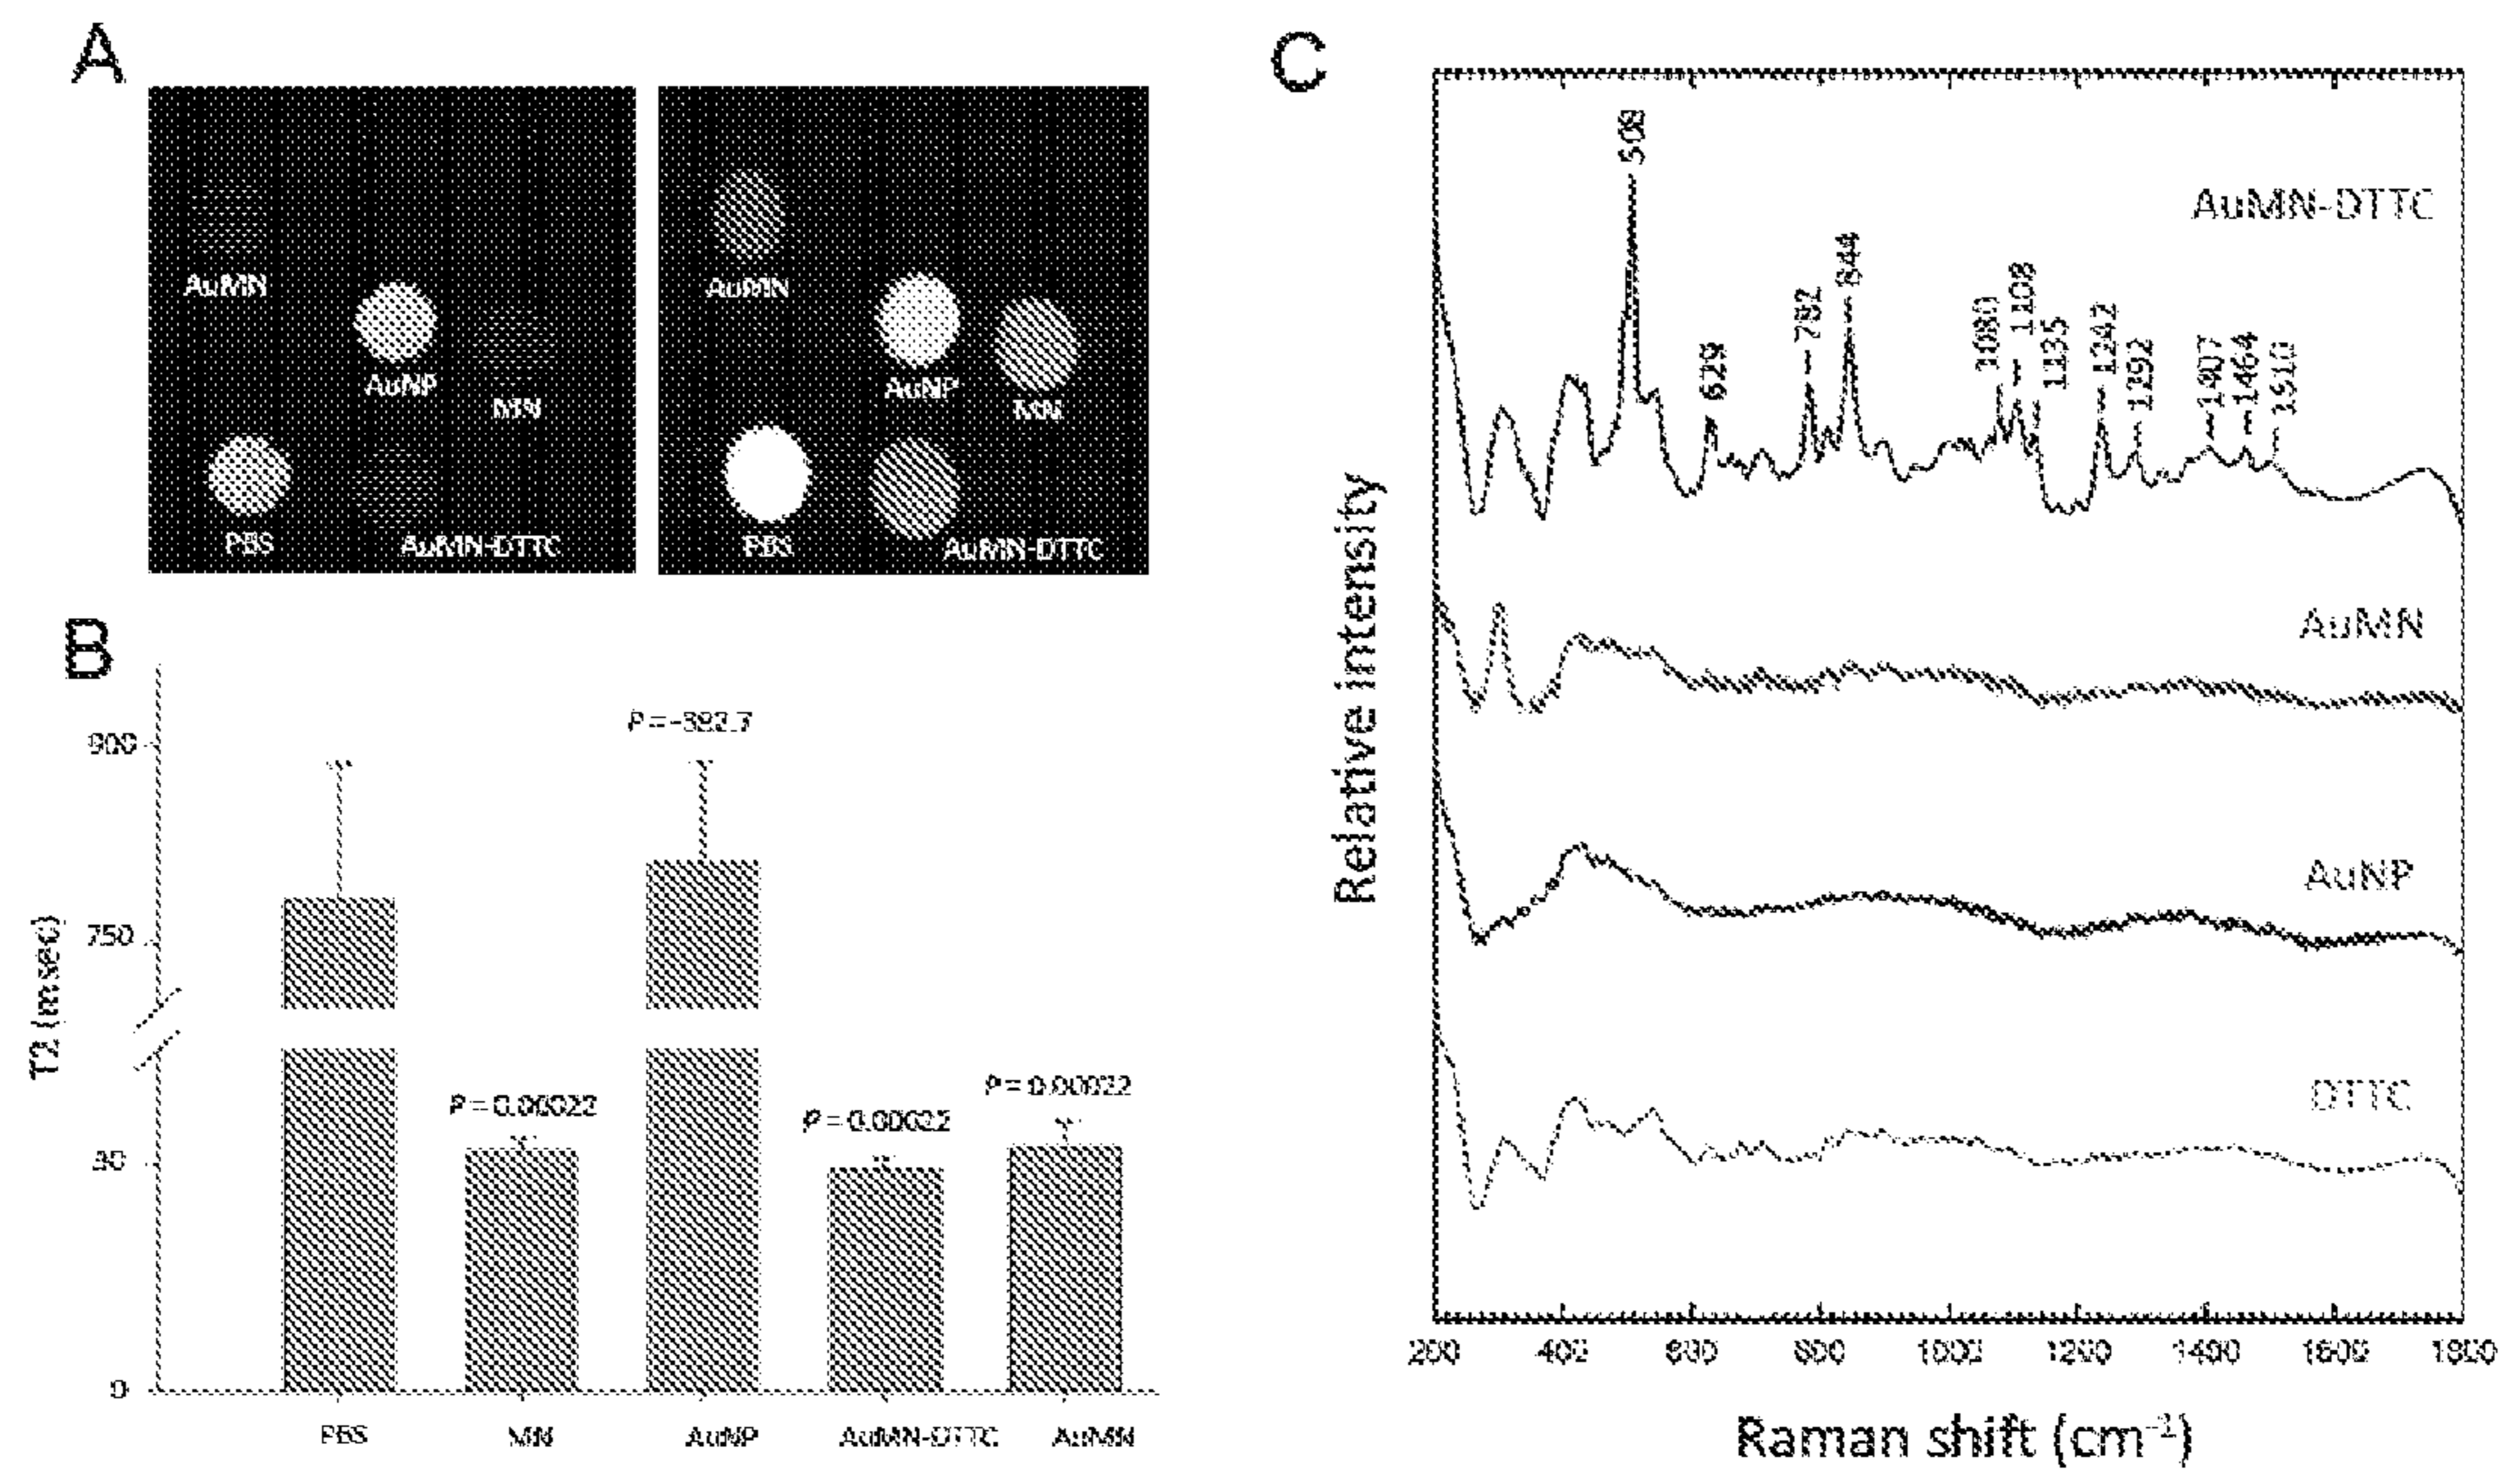 A
AuMN
AuNP
MN
PBS
AuMN-DTTC
AuMN
AuNP
MN
PBS
AuMN-DTTC
B
T2 (msec)
900
750
0
P = 0.00022
P = 0.00022
P = 0.00022
PBS
MN
AuNP
AuMN-DTTC
AuMN
C
Relative intensity
508
629
782
844
1080
1108
1135
1242
1292
1407
1464
1510
AuMN-DTTC
AuMN
AuNP
DTTC
200 400 600 800 1000 1200 1400 1600 1800
Raman shift (cm⁻¹)